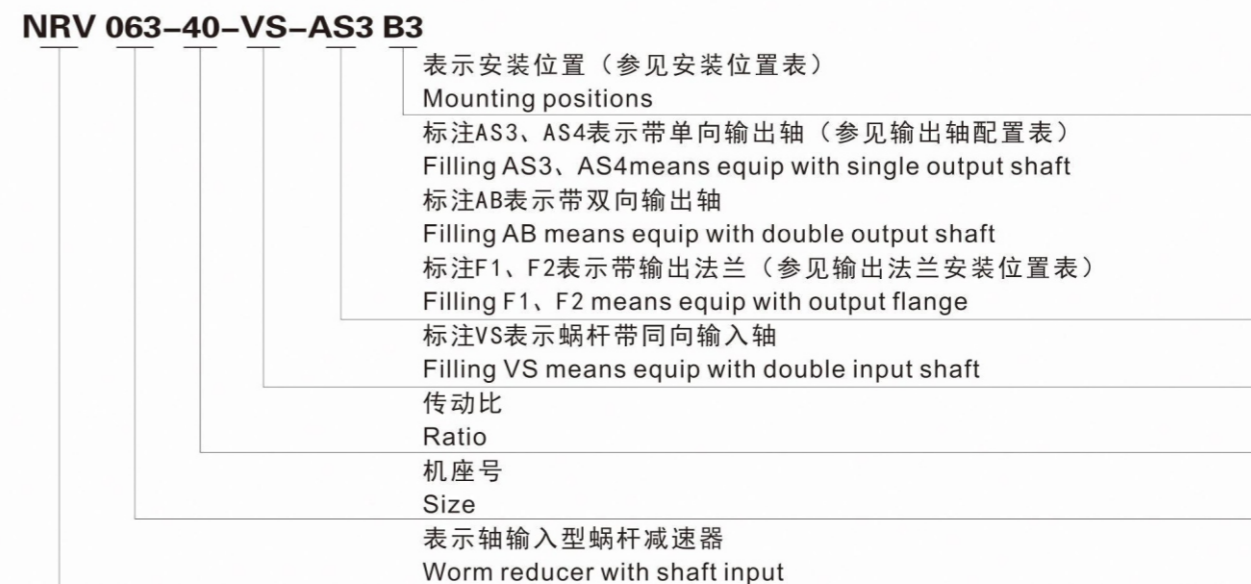 NRV 063-40-VS-AS3 B3
表示安装位置（参见安装位置表）
Mounting positions
标注AS3、AS4表示带单向输出轴（参见输出轴配置表）
Filling AS3、AS4means equip with single output shaft
标注AB表示带双向输出轴
Filling AB means equip with double output shaft
标注F1、F2表示带输出法兰（参见输出法兰安装位置表）
Filling F1、F2 means equip with output flange
标注VS表示蜗杆带同向输入轴
Filling VS means equip with double input shaft
传动比
Ratio
机座号
Size
表示轴输入型蜗杆减速器
Worm reducer with shaft input